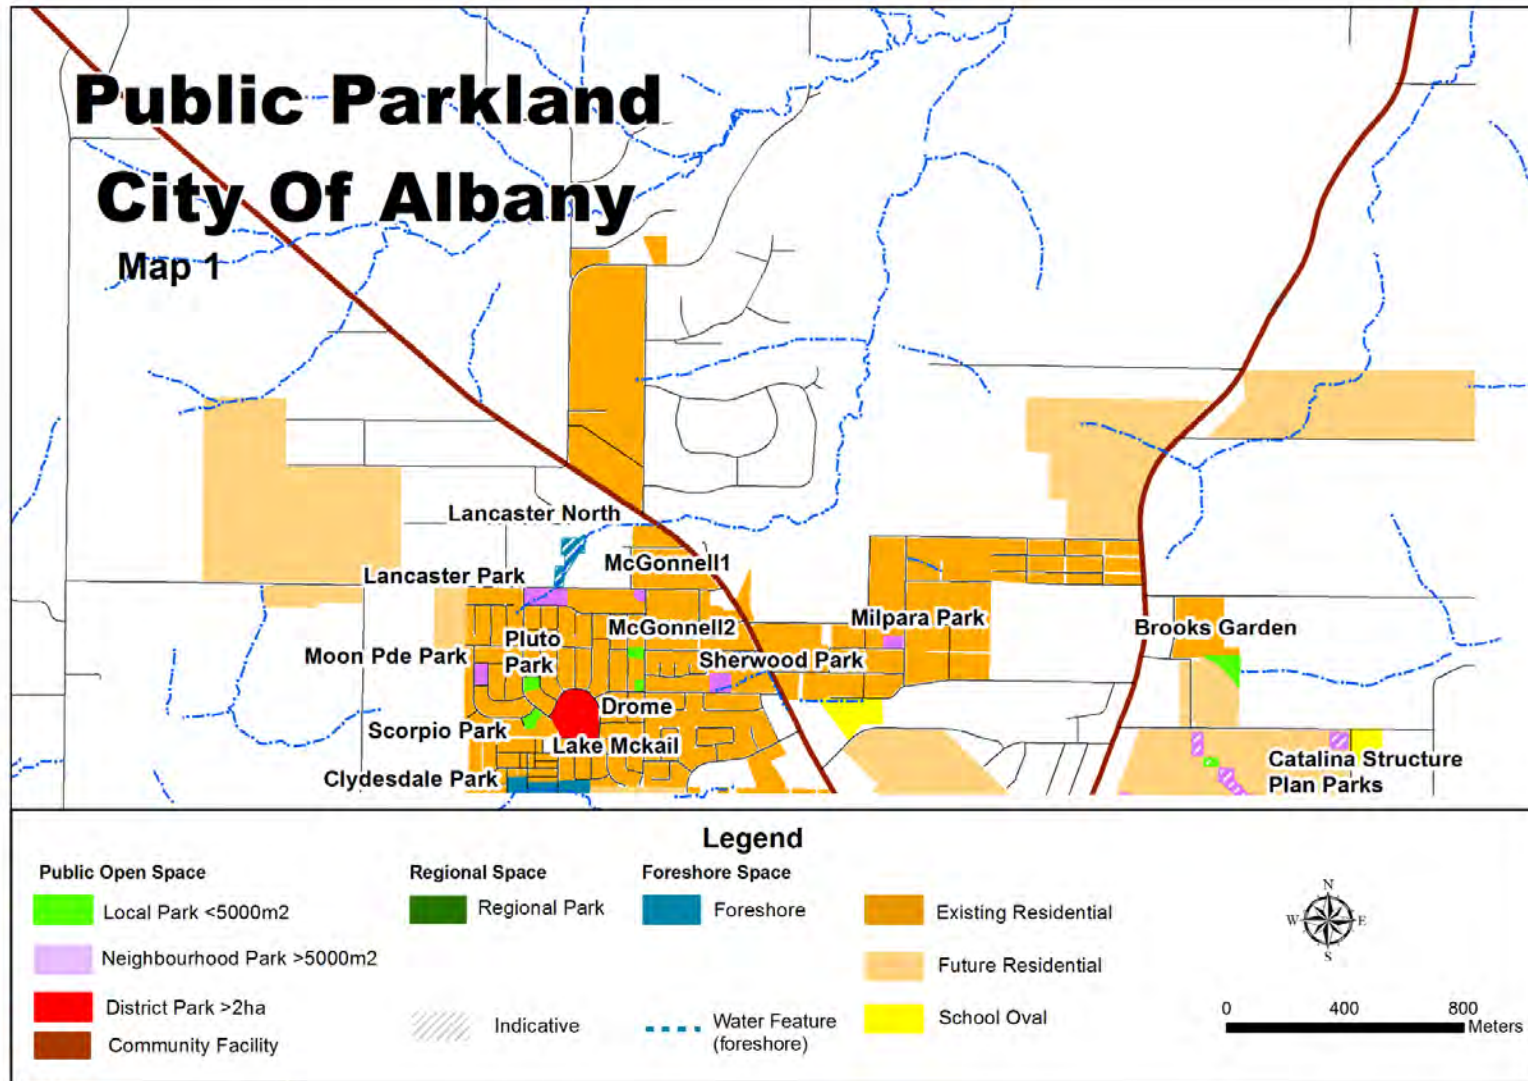 Public Parkland
City Of Albany
Map 1
Lancaster North
McGonnell1
Lancaster Park
McGonnell2
Milpara Park
Pluto
Park
Brooks Garden
Moon Pde Park
Sherwood Park
Drome
Scorpio Park
Lake Mckail
Clydesdale Park
Catalina Structure
Plan Parks
Legend
Public Open Space
Local Park <5000m2
Neighbourhood Park >5000m2
District Park >2ha
Community Facility
Regional Space
Regional Park
Indicative
Foreshore Space
Foreshore
Water Feature
(foreshore)
Existing Residential
Future Residential
School Oval
N
W E
S
0 400 800
Meters